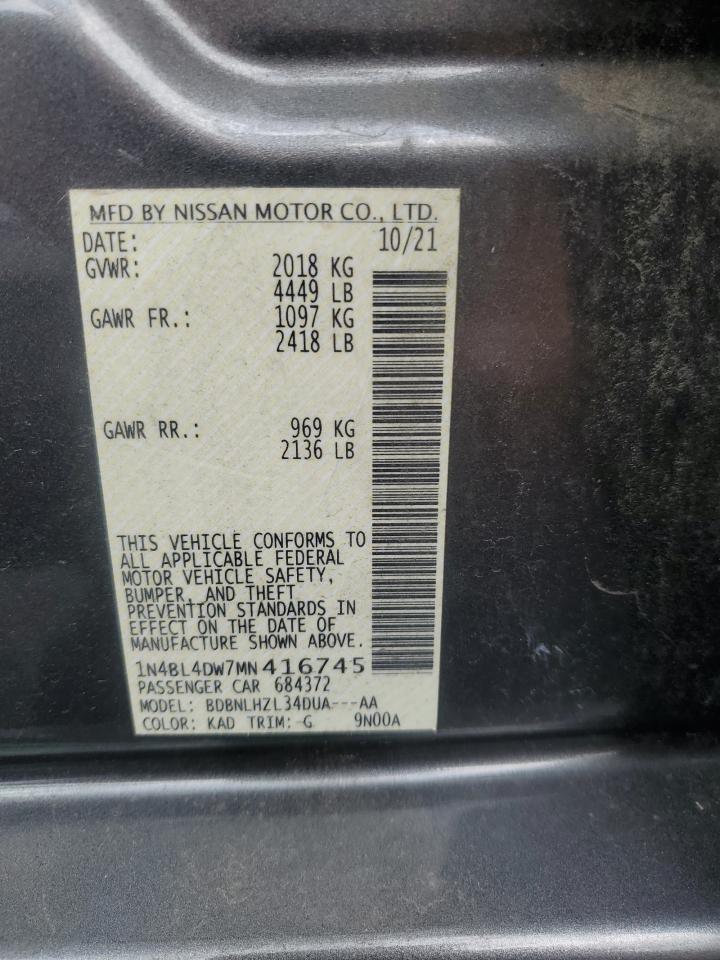 MFD BY NISSAN MOTOR CO., LTD.
DATE: 10/21
GVWR: 2018 KG
4449 LB
GAWR FR.: 1097 KG
2418 LB
GAWR RR.: 969 KG
2136 LB
THIS VEHICLE CONFORMS TO
ALL APPLICABLE FEDERAL
MOTOR VEHICLE SAFETY,
BUMPER, AND THEFT
PREVENTION STANDARDS IN
EFFECT ON THE DATE OF
MANUFACTURE SHOWN ABOVE.
1N4BL4DW7MN416745
PASSENGER CAR 684372
MODEL: BDBNLHZL34DUA---AA
COLOR: KAD TRIM: G 9N00A